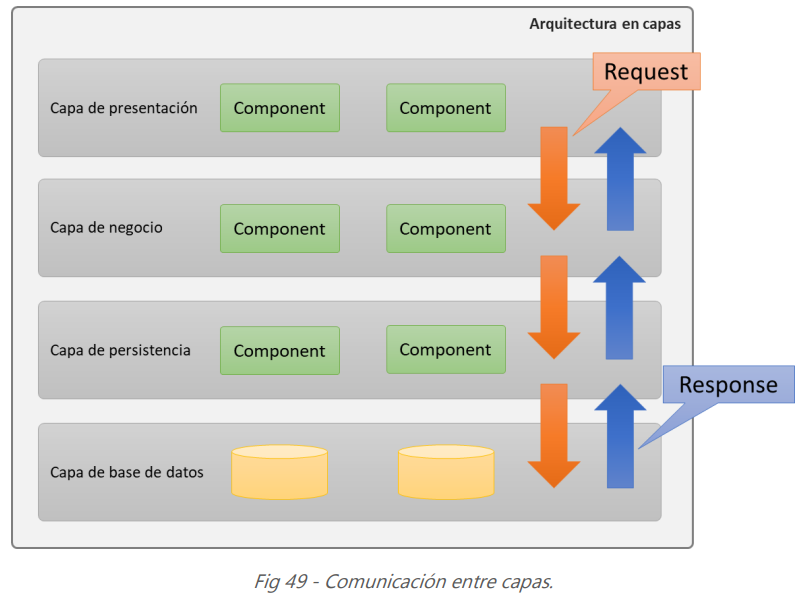 Arquitectura en capas
Request
Capa de presentación
Component
Component
Capa de negocio
Component
Component
Capa de persistencia
Component
Component
Response
Capa de base de datos
Fig 49 - Comunicación entre capas.